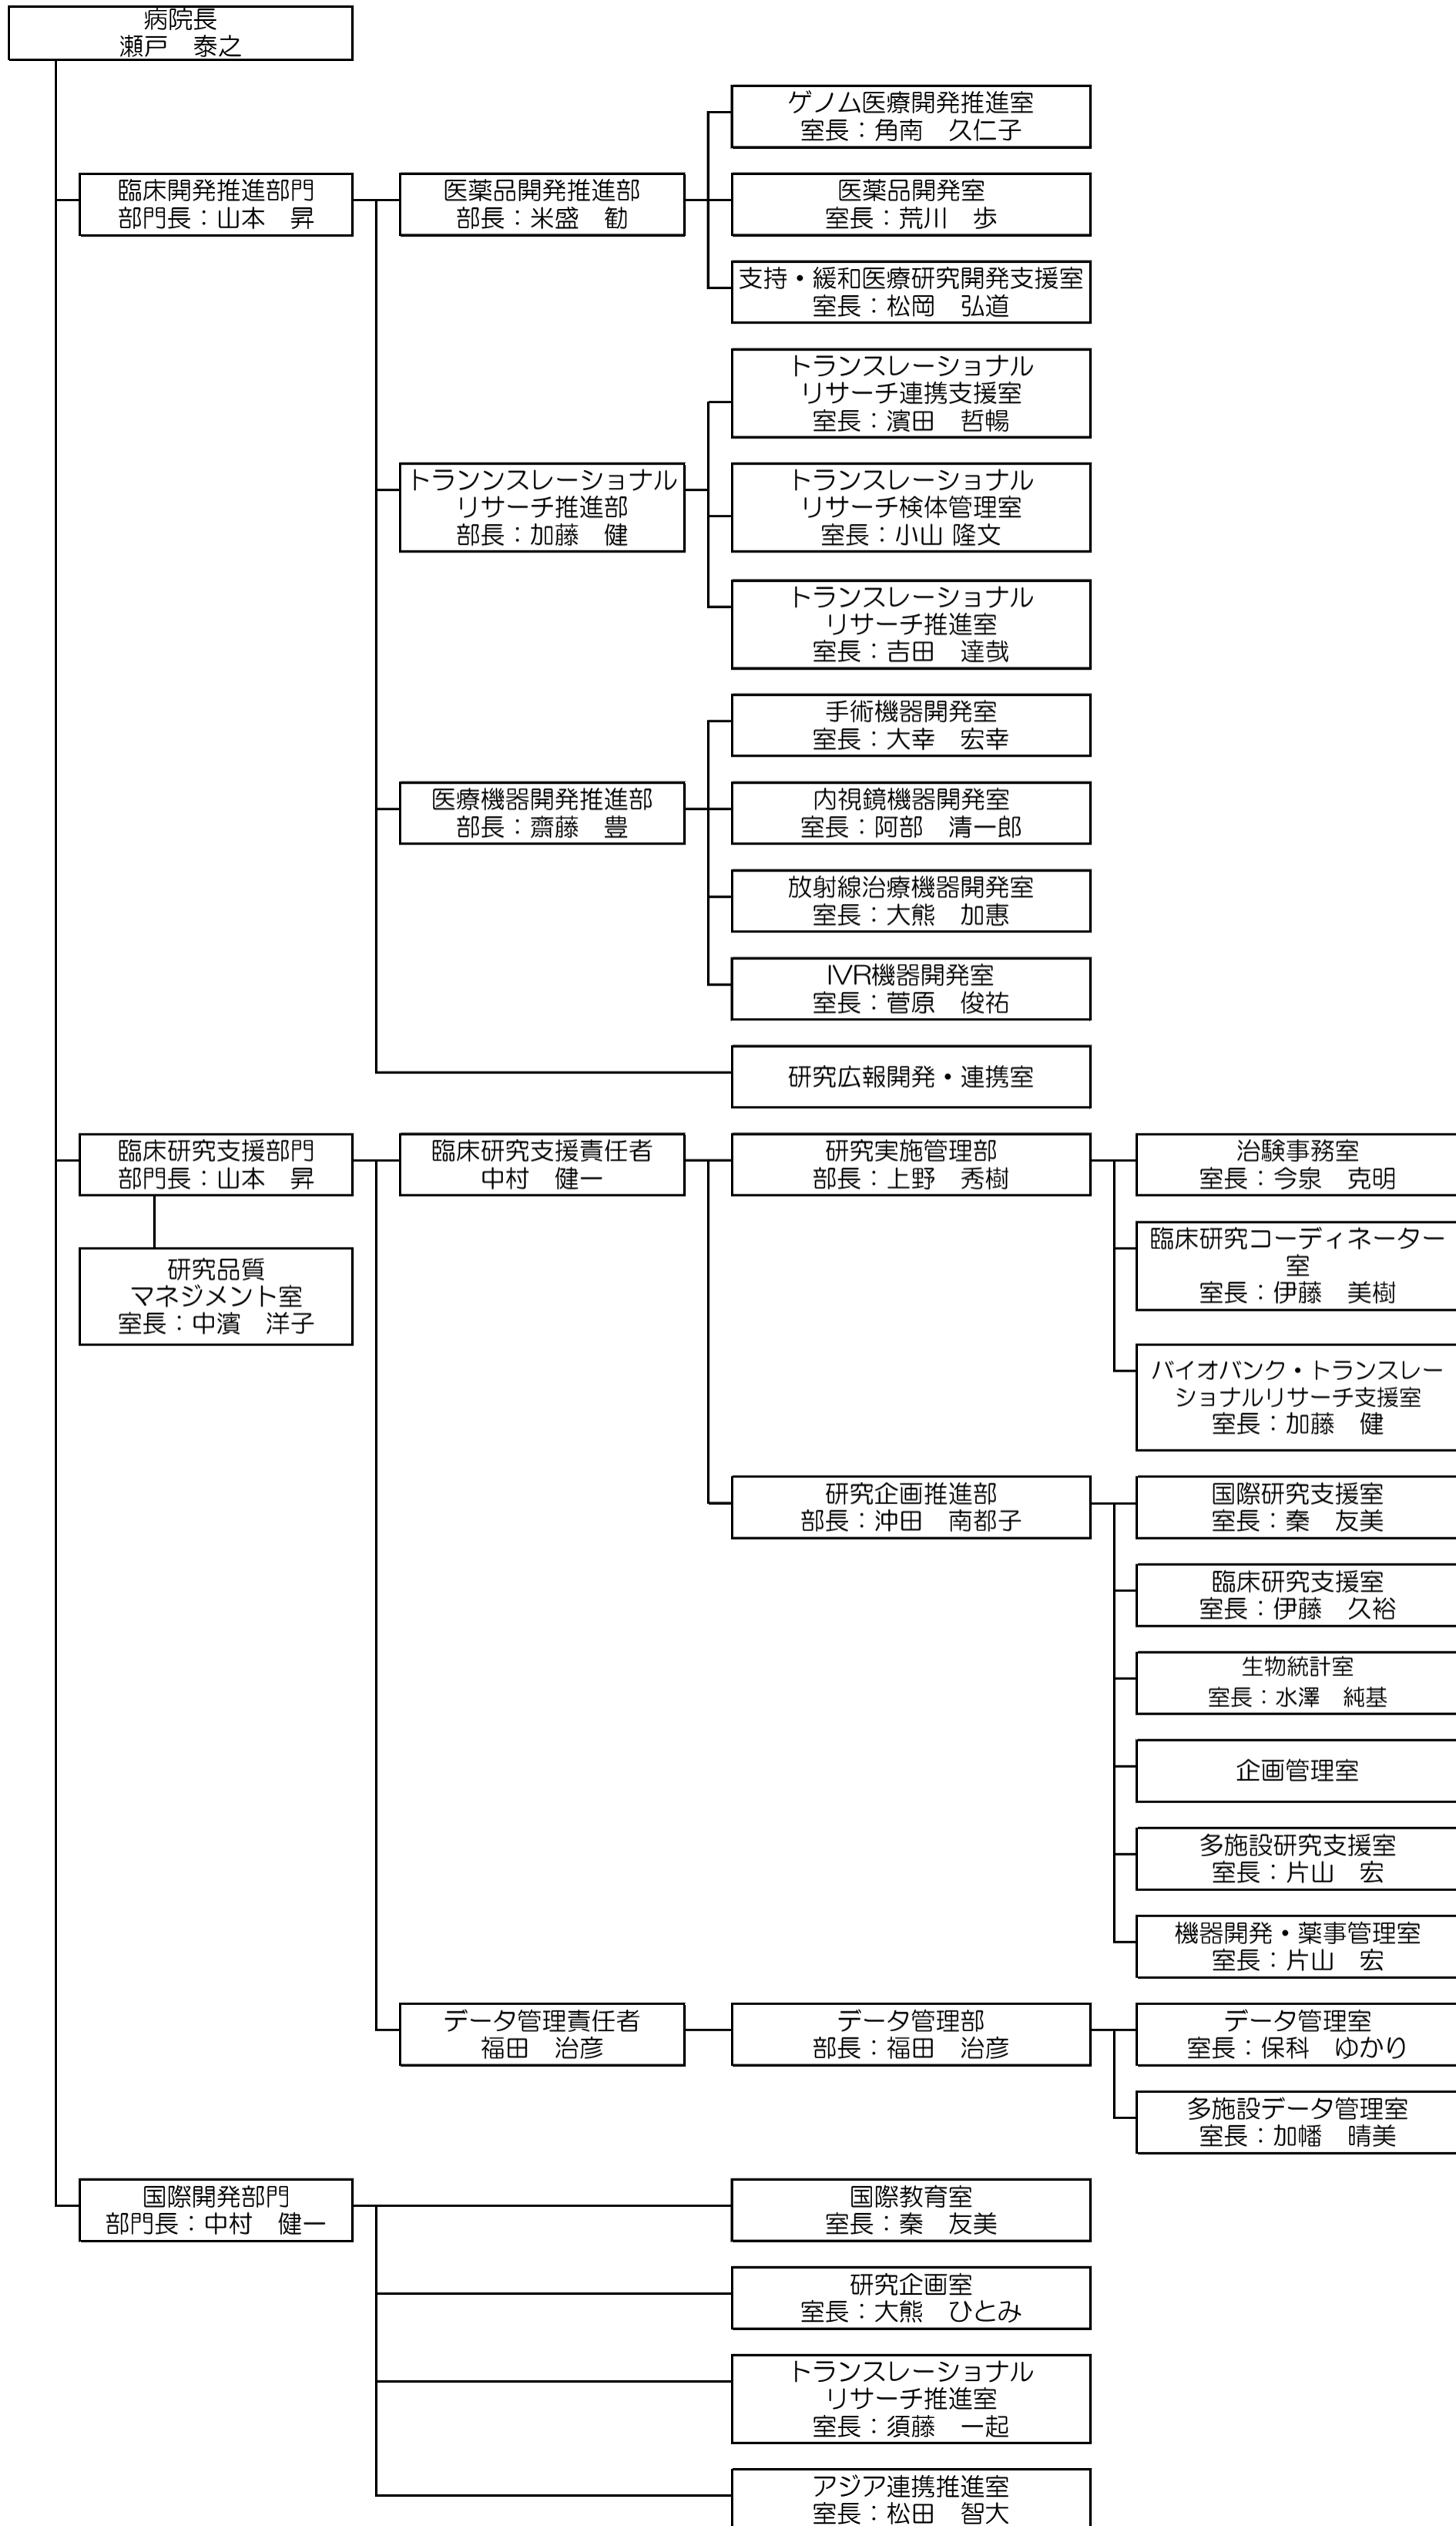 病院長
瀬戸　泰之
ゲノム医療開発推進室
室長：角南　久仁子
臨床開発推進部門
部門長：山本　昇
医薬品開発推進部
部長：米盛　勧
医薬品開発室
室長：荒川　歩
支持・緩和医療研究開発支援室
室長：松岡　弘道
トランスレーショナル
リサーチ連携支援室
室長：濱田　哲暢
トランンスレーショナル
リサーチ推進部
部長：加藤　健
トランスレーショナル
リサーチ検体管理室
室長：小山 隆文
トランスレーショナル
リサーチ推進室
室長：吉田　達哉
手術機器開発室
室長：大幸　宏幸
医療機器開発推進部
部長：齋藤　豊
内視鏡機器開発室
室長：阿部　清一郎
放射線治療機器開発室
室長：大熊　加惠
IVR機器開発室
室長：菅原　俊祐
研究広報開発・連携室
臨床研究支援部門
部門長：山本　昇
臨床研究支援責任者
中村　健一
研究実施管理部
部長：上野　秀樹
治験事務室
室長：今泉　克明
臨床研究コーディネーター
室
室長：伊藤　美樹
研究品質
マネジメント室
室長：中濱　洋子
バイオバンク・トランスレー
ショナルリサーチ支援室
室長：加藤　健
研究企画推進部
部長：沖田　南都子
国際研究支援室
室長：秦　友美
臨床研究支援室
室長：伊藤　久裕
生物統計室
室長：水澤　純基
企画管理室
多施設研究支援室
室長：片山　宏
機器開発・薬事管理室
室長：片山　宏
データ管理責任者
福田　治彦
データ管理部
部長：福田　治彦
データ管理室
室長：保科　ゆかり
多施設データ管理室
室長：加幡　晴美
国際開発部門
部門長：中村　健一
国際教育室
室長：秦　友美
研究企画室
室長：大熊　ひとみ
トランスレーショナル
リサーチ推進室
室長：須藤　一起
アジア連携推進室
室長：松田　智大